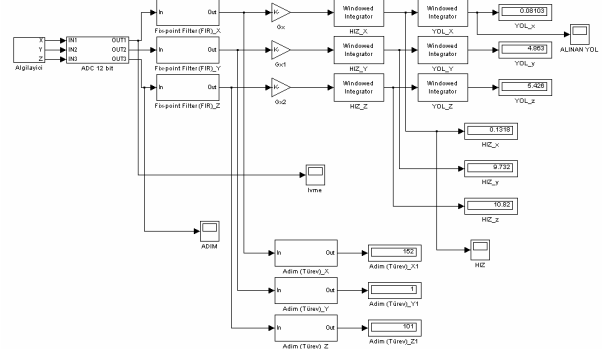 X
Y
Z
Algilayici
IN1 OUT1
IN2 OUT2
IN3 OUT3
ADC 12 bit
In Out
Fix-point Filter (FIR)_X
In Out
Fix-point Filter (FIR)_Y
In Out
Fix-point Filter (FIR)_Z
K-
Gx
K-
Gx1
K-
Gx2
Windowed
Integrator
HIZ_X
Windowed
Integrator
HIZ_Y
Windowed
Integrator
HIZ_Z
Windowed
Integrator
YOL_X
Windowed
Integrator
YOL_Y
Windowed
Integrator
YOL_Z
0.08103
YOL_x
4.863
YOL_y
5.426
YOL_z
ALINAN YOL
0.1318
HIZ_x
9.732
HIZ_y
10.82
HIZ_z
HIZ
Ivme
ADIM
In Out
Adim (Türev)_X
152
Adim (Türev)_X1
In Out
Adim (Türev)_Y
1
Adim (Türev)_Y1
In Out
Adim (Türev)_Z
101
Adim (Türev)_Z1